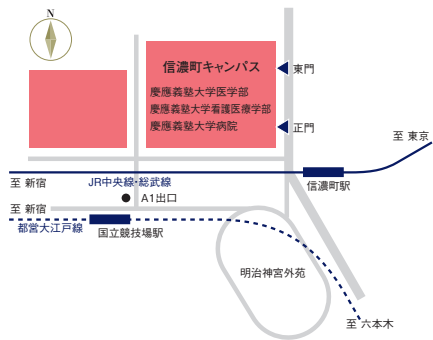 N
信濃町キャンパス
慶應義塾大学医学部
慶應義塾大学看護医療学部
慶應義塾大学病院
東門
正門
至 東京
至 新宿
JR中央線・総武線
信濃町駅
A1出口
至 新宿
都営大江戸線
国立競技場駅
明治神宮外苑
至 六本木